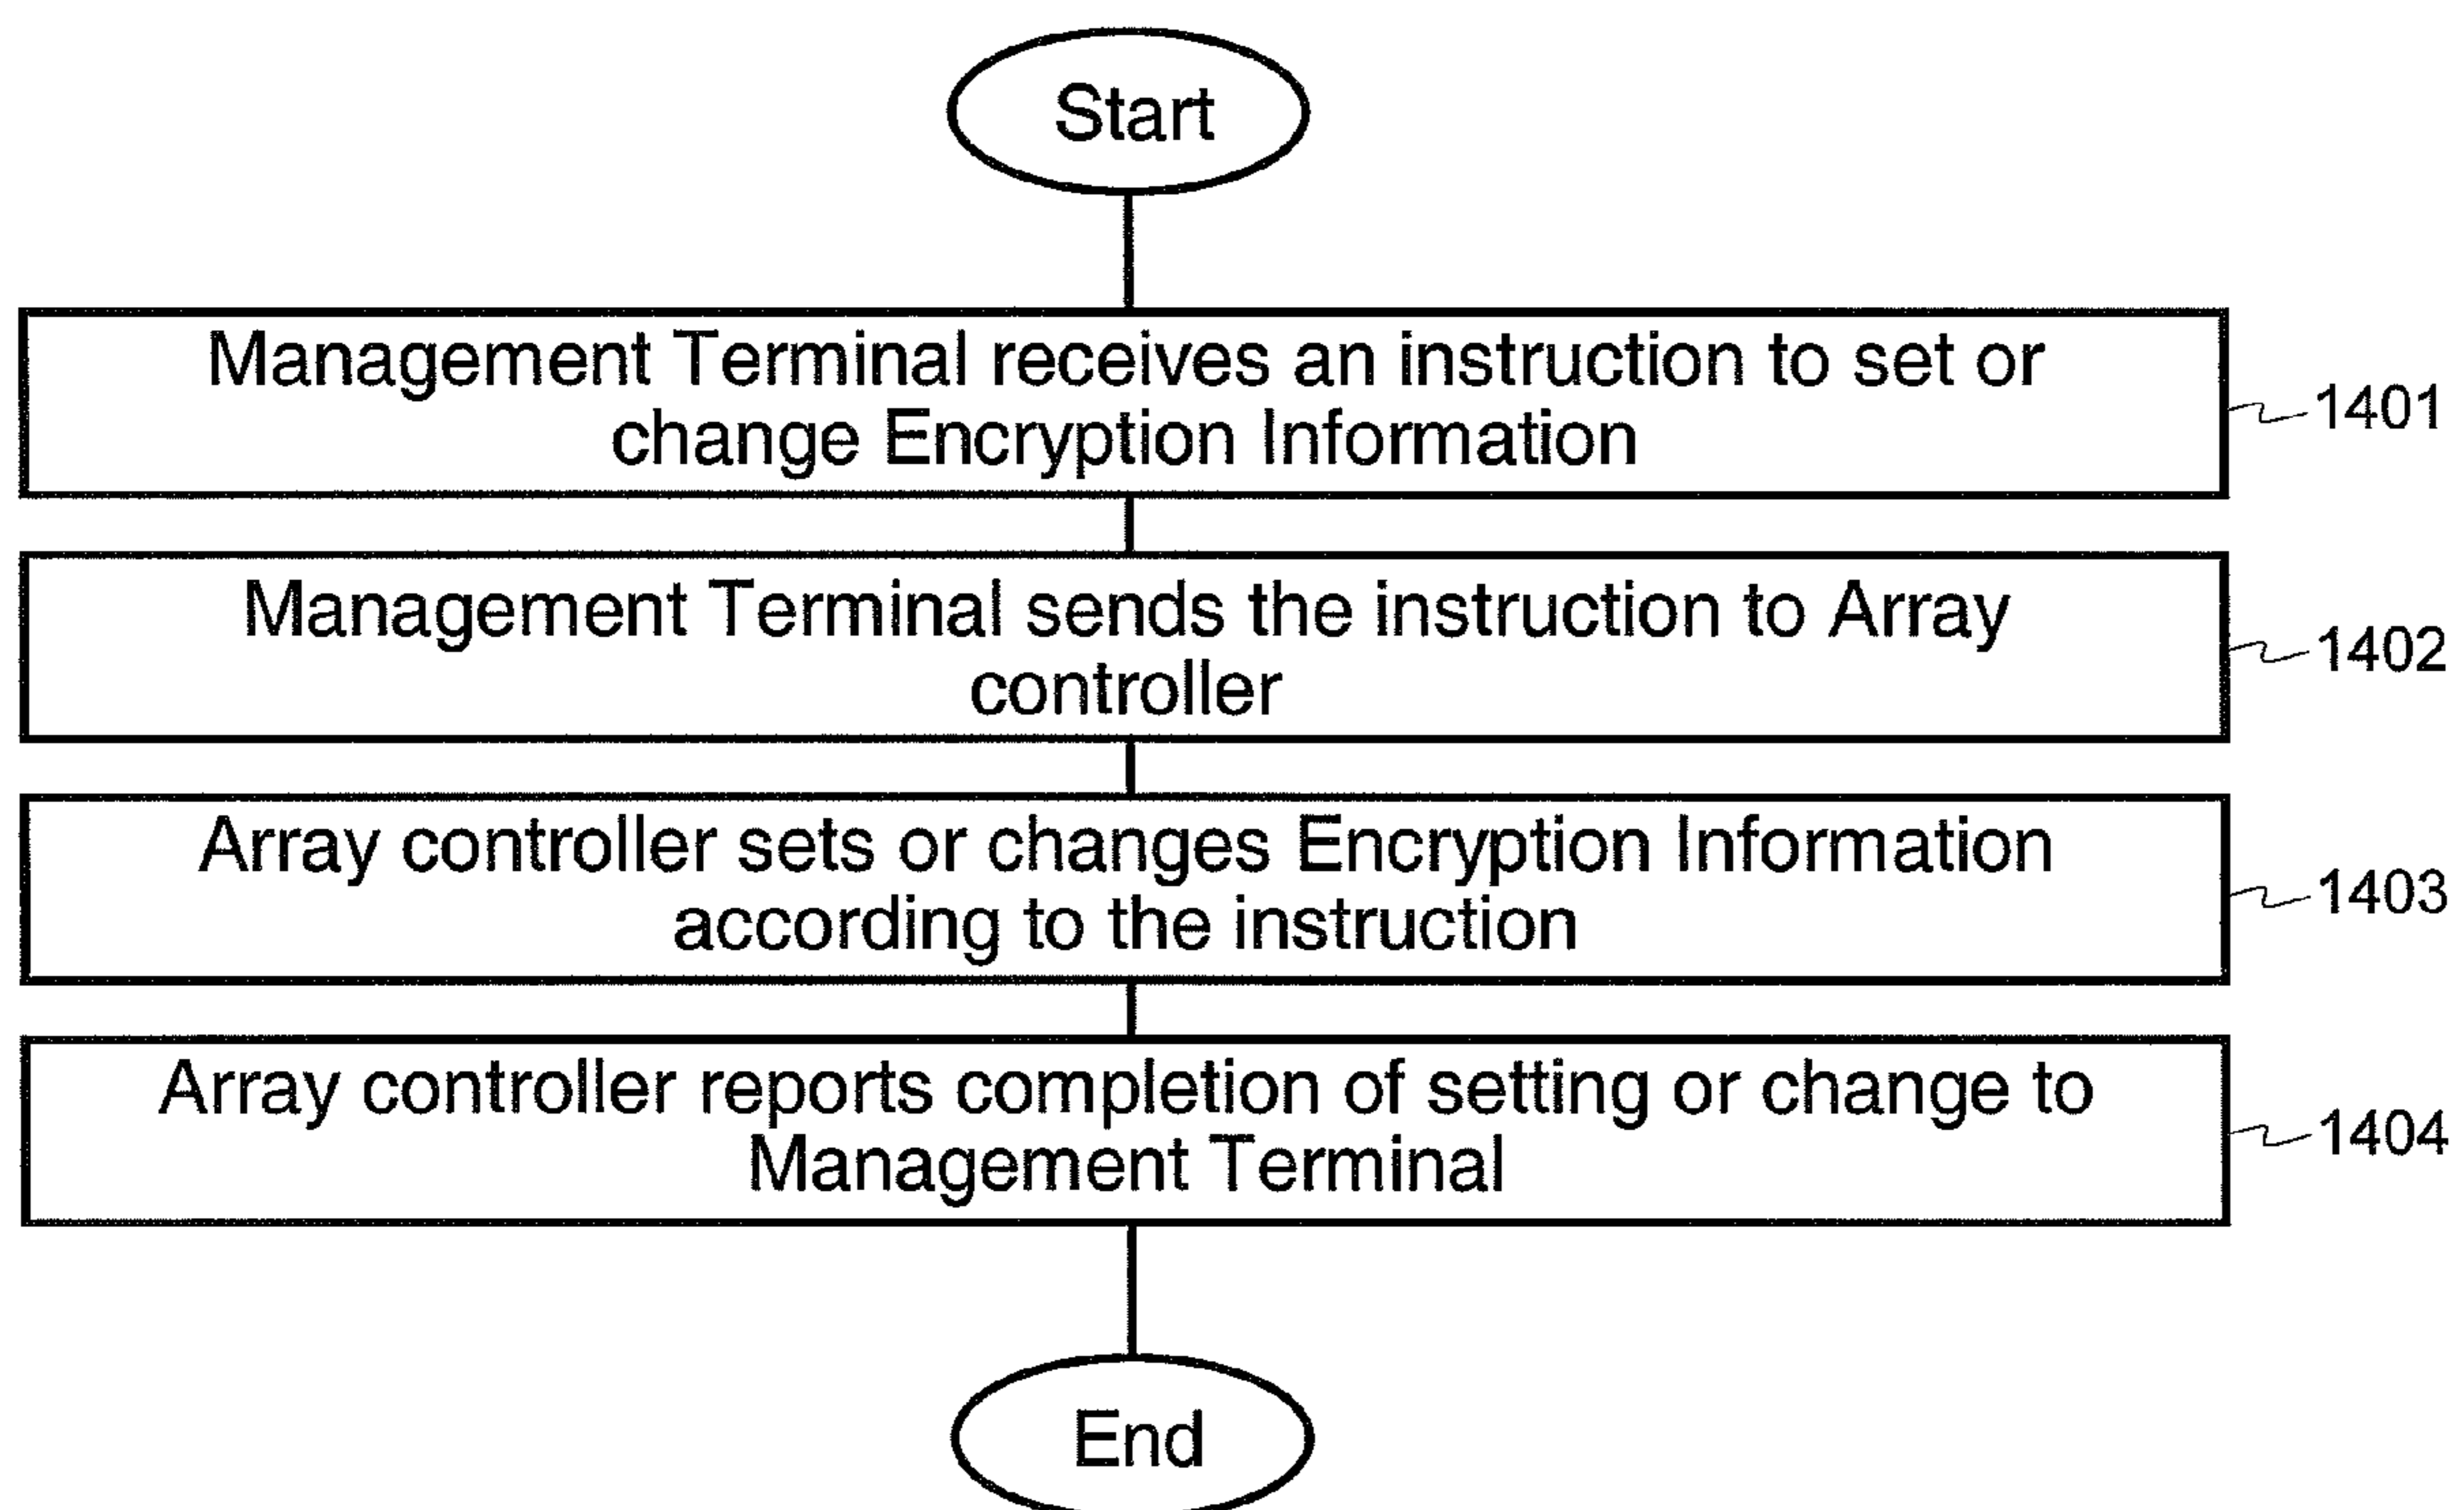 Start
Management Terminal receives an instruction to set or
change Encryption Information
1401
Management Terminal sends the instruction to Array
controller
1402
Array controller sets or changes Encryption Information
according to the instruction
1403
Array controller reports completion of setting or change to
Management Terminal
1404
End